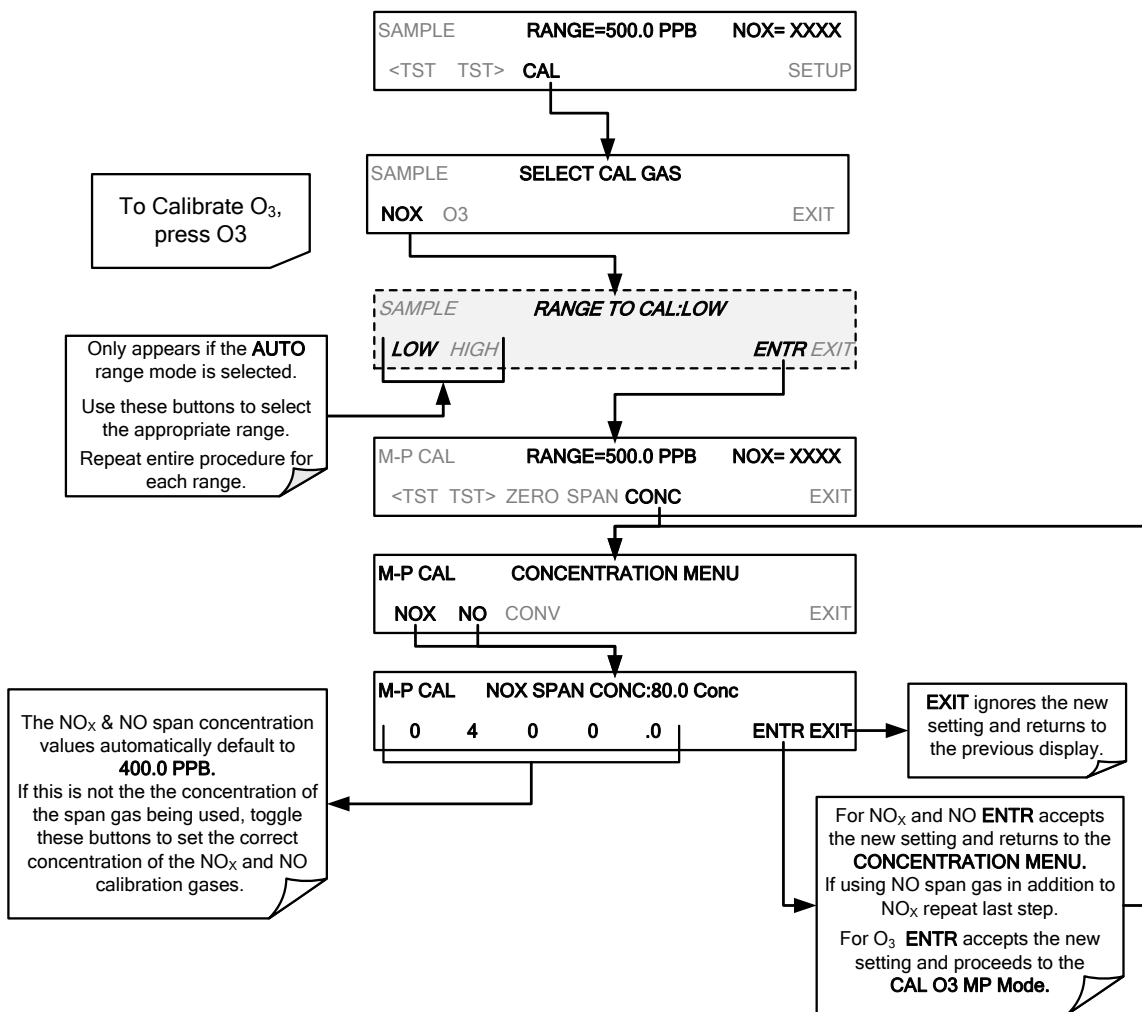 SAMPLE RANGE=500.0 PPB NOX= XXXX
<TST TST> CAL SETUP
SAMPLE SELECT CAL GAS
NOX O3 EXIT
To Calibrate O₃,
press O3
SAMPLE RANGE TO CAL:LOW
LOW HIGH ENTR EXIT
Only appears if the AUTO
range mode is selected.
Use these buttons to select
the appropriate range.
Repeat entire procedure for
each range.
M-P CAL RANGE=500.0 PPB NOX= XXXX
<TST TST> ZERO SPAN CONC EXIT
M-P CAL CONCENTRATION MENU
NOX NO CONV EXIT
M-P CAL NOX SPAN CONC:80.0 Conc
0 4 0 0 .0 ENTR EXIT
EXIT ignores the new
setting and returns to
the previous display.
The NOX & NO span concentration
values automatically default to
400.0 PPB.
If this is not the the concentration of
the span gas being used, toggle
these buttons to set the correct
concentration of the NOX and NO
calibration gases.
For NOX and NO ENTR accepts
the new setting and returns to the
CONCENTRATION MENU.
If using NO span gas in addition to
NOX repeat last step.
For O₃ ENTR accepts the new
setting and proceeds to the
CAL O3 MP Mode.